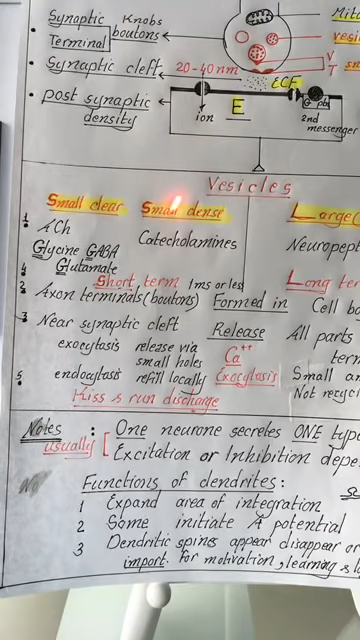 Synaptic Knobs
Terminal boutons:
Synaptic cleft
20-40 nm
post synaptic
density
V
T
ECF
E
G
ion
2nd
messenger
Vesicles
Small clear Small dense Large
1 ACh Catecholamines Neuropept
Glycine GABA
4 Glutamate
Short term 1ms or less Long ter
2 Axon terminals (boutons) Formed in Cell bo
3 Near synaptic cleft Release All parts
exocytosis release via Ca++ term
small holes
5 endocytosis refill locally Exocytosis Small an
Kiss & run discharge Not recycl
Notes : One neurone secretes ONE typ
usually Excitation or Inhibition depe
Functions of dendrites:
1 Expand area of integration
2 Some initiate A potential
3 Dendritic spines appear disappear or
import. for motivation, learning &